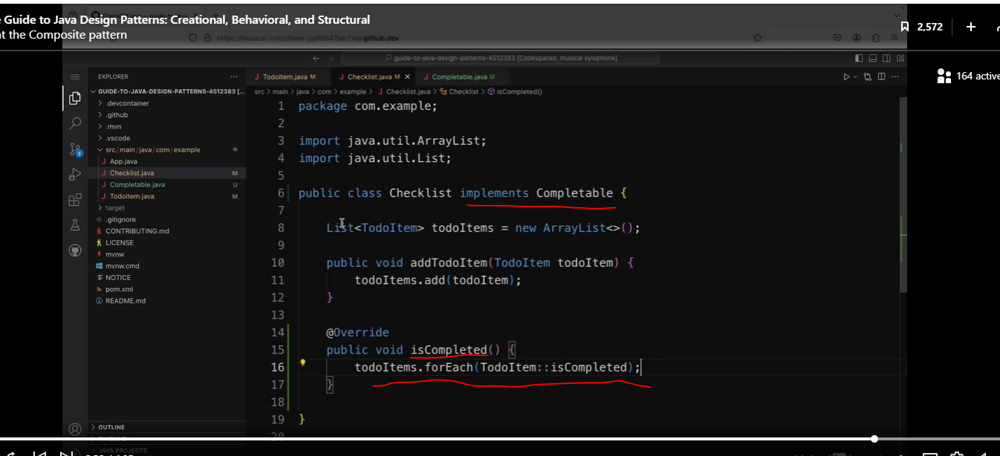 e Guide to Java Design Patterns: Creational, Behavioral, and Structural
at the Composite pattern
2,572
https://musical-xylophone-jjg66547pjc7wp.github.dev
guide-to-java-design-patterns-4512383 [Codespaces: musical xylophone]
164 active
EXPLORER
GUIDE-TO-JAVA-DESIGN-PATTERNS-4512383 [...
.devcontainer
.github
.mvn
.vscode
src/main/java/com/example
App.java
Checklist.java M
Completable.java U
TodoItem.java M
target
.gitignore
CONTRIBUTING.md
LICENSE
mvnw
mvnw.cmd
NOTICE
pom.xml
README.md
OUTLINE
JAVA PROJECTS
3
TodoItem.java M Checklist.java M Completable.java U
src > main > java > com > example > Checklist.java > Checklist > isCompleted()
1 package com.example;
2
3 import java.util.ArrayList;
4 import java.util.List;
5
6 public class Checklist implements Completable {
7
8 List<TodoItem> todoItems = new ArrayList<>();
9
10 public void addTodoItem(TodoItem todoItem) {
11 todoItems.add(todoItem);
12 }
13
14 @Override
15 public void isCompleted() {
16 todoItems.forEach(TodoItem::isCompleted);
17 }
18
19 }
20